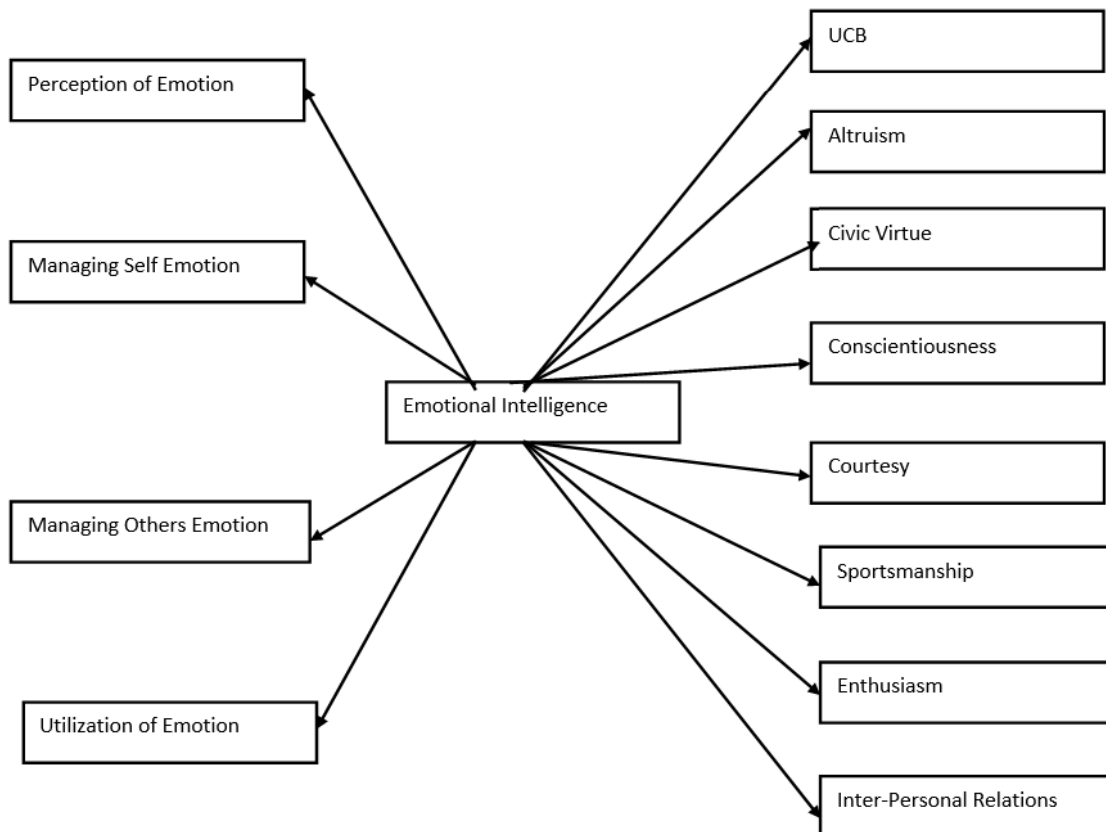 Perception of Emotion
Managing Self Emotion
Managing Others Emotion
Utilization of Emotion
Emotional Intelligence
UCB
Altruism
Civic Virtue
Conscientiousness
Courtesy
Sportsmanship
Enthusiasm
Inter-Personal Relations